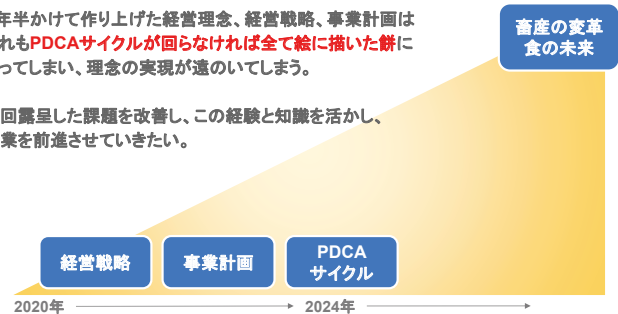 年半かけて作り上げた経営理念、経営戦略、事業計画は
れもPDCAサイクルが回らなければ全て絵に描いた餅に
ってしまい、理念の実現が遠のいてしまう。
回露呈した課題を改善し、この経験と知識を活かし、
業を前進させていきたい。
畜産の変革
食の未来
経営戦略
事業計画
PDCA
サイクル
2020年
2024年